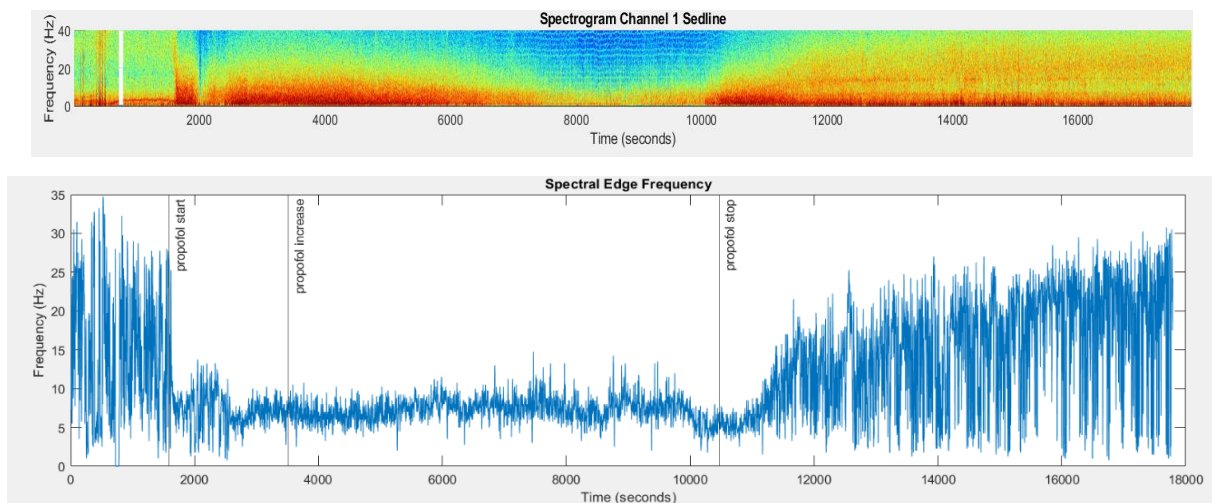 Spectrogram Channel 1 Sedline
Frequency (Hz)
40
20
0
2000 4000 6000 8000 10000 12000 14000 16000
Time (seconds)
Spectral Edge Frequency
Frequency (Hz)
35
30
25
20
15
10
5
0
propofol start
propofol increase
propofol stop
0 2000 4000 6000 8000 10000 12000 14000 16000 18000
Time (seconds)